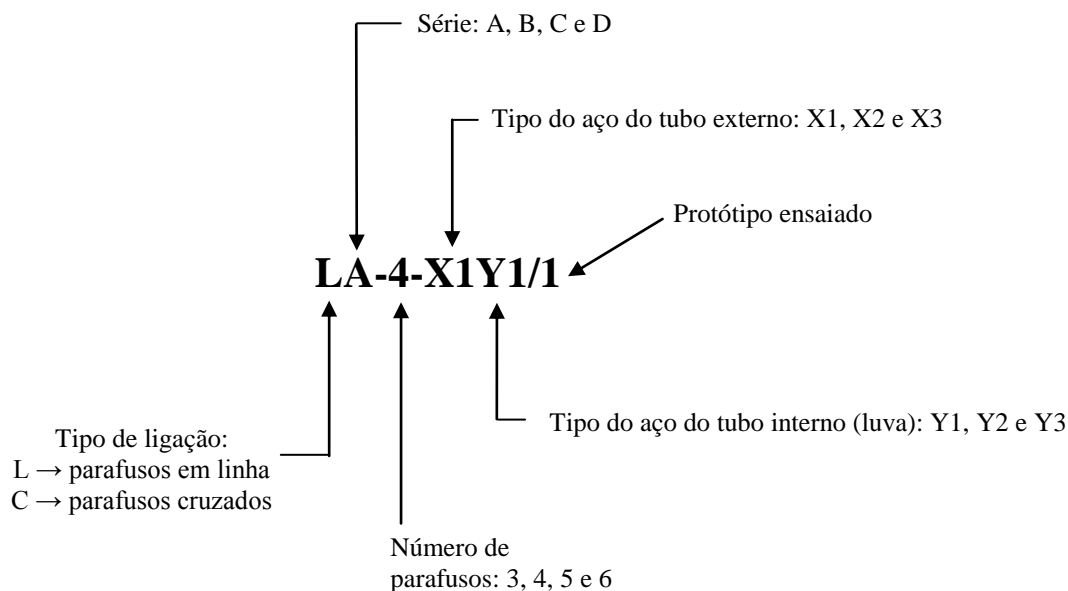 Série: A, B, C e D
Tipo do aço do tubo externo: X1, X2 e X3
Protótipo ensaiado
LA-4-X1Y1/1
Tipo do aço do tubo interno (luva): Y1, Y2 e Y3
Tipo de ligação:
L → parafusos em linha
C → parafusos cruzados
Número de
parafusos: 3, 4, 5 e 6